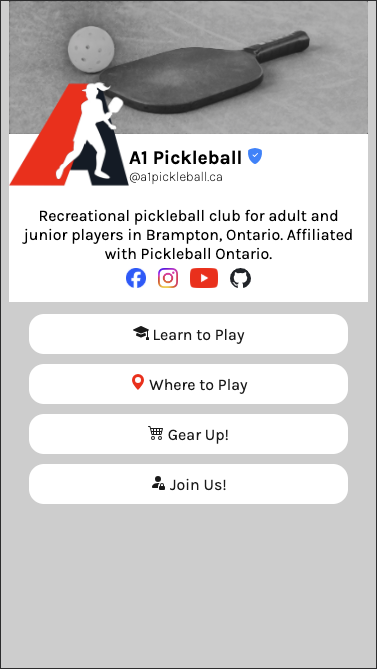 A1 Pickleball
@a1pickleball.ca
Recreational pickleball club for adult and
junior players in Brampton, Ontario. Affiliated
with Pickleball Ontario.
Learn to Play
Where to Play
Gear Up!
Join Us!